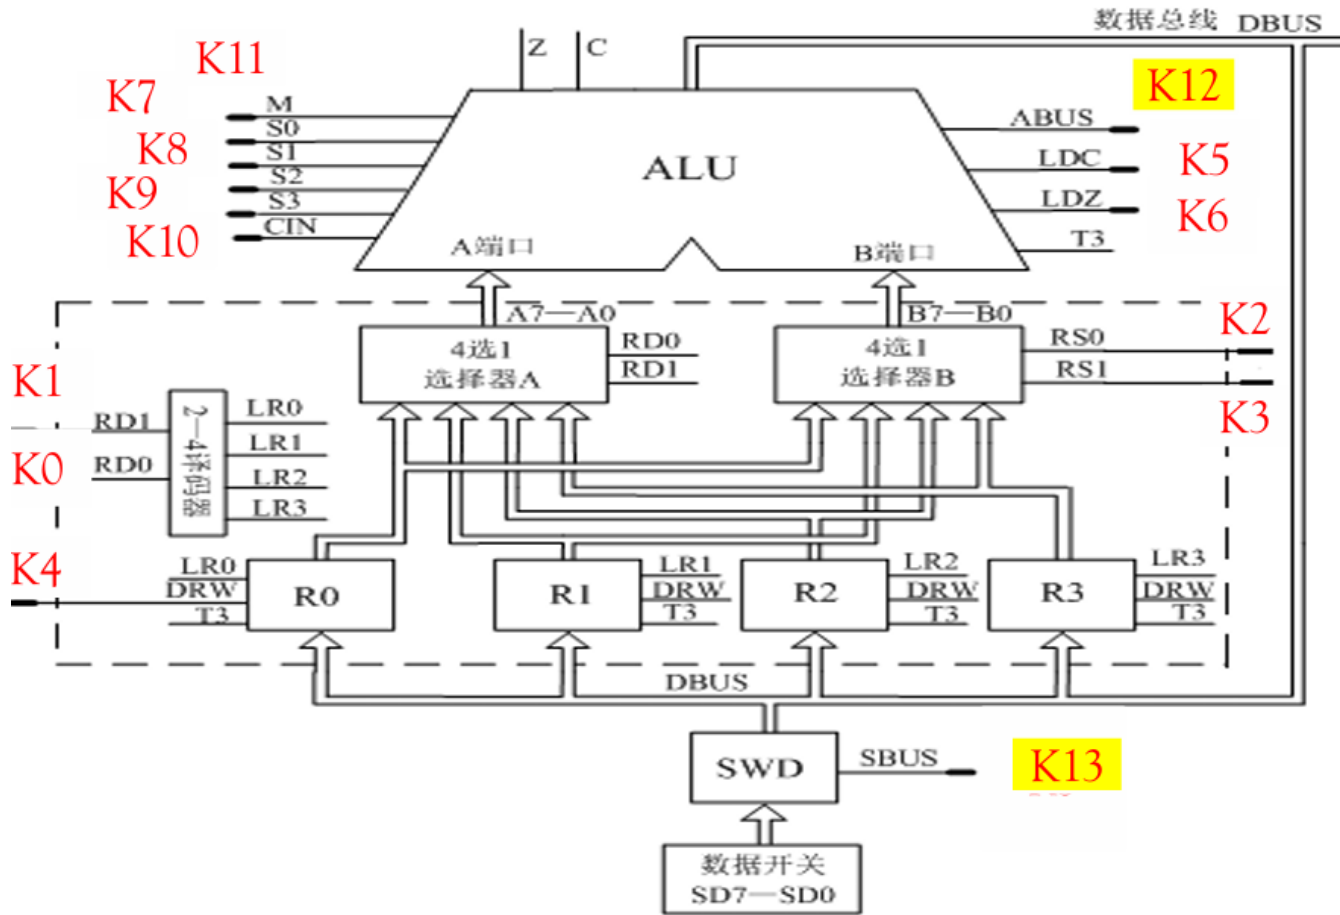 数据总线 DBUS
K11
Z
C
K12
K7
M
ABUS
S0
K8
S1
ALU
LDC
K5
S2
K9
S3
LDZ
K6
K10
CIN
A端口
B端口
T3
A7—A0
B7—B0
K2
4选1
选择器A
RD0
RD1
4选1
选择器B
RS0
RS1
K1
K3
RD1
2—4译码器
LR0
LR1
K0
RD0
LR2
LR3
K4
LR0
DRW
T3
R0
R1
LR1
DRW
T3
R2
LR2
DRW
T3
R3
LR3
DRW
T3
DBUS
SWD
SBUS
K13
数据开关
SD7—SD0